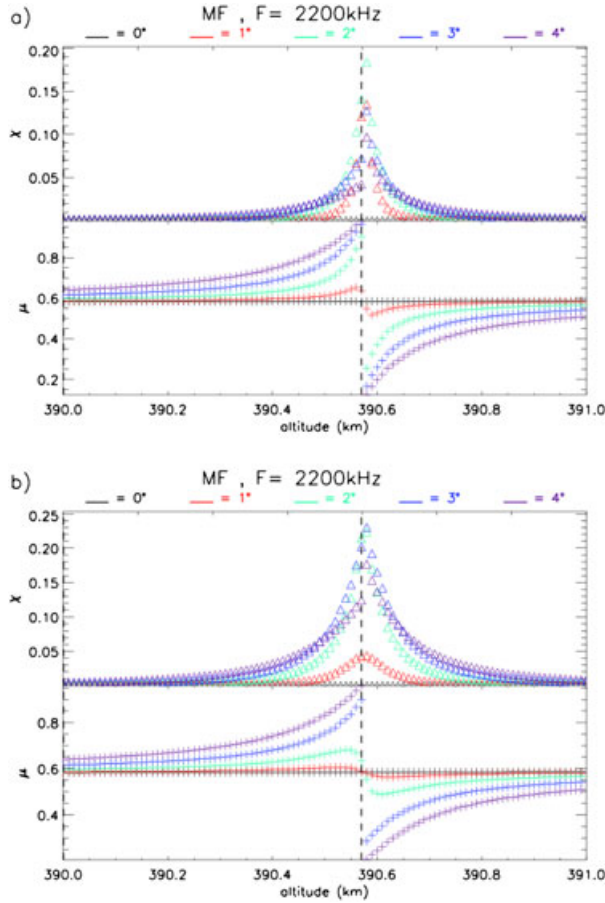 a)
MF , F= 2200kHz
= 0° = 1° = 2° = 3° = 4°
0.20
0.15
χ
0.10
0.05
0.8
0.6
μ
0.4
0.2
390.0 390.2 390.4 390.6 390.8 391.0
altitude (km)
b)
MF , F= 2200kHz
= 0° = 1° = 2° = 3° = 4°
0.25
0.20
0.15
χ
0.10
0.05
0.8
0.6
μ
0.4
390.0 390.2 390.4 390.6 390.8 391.0
altitude (km)